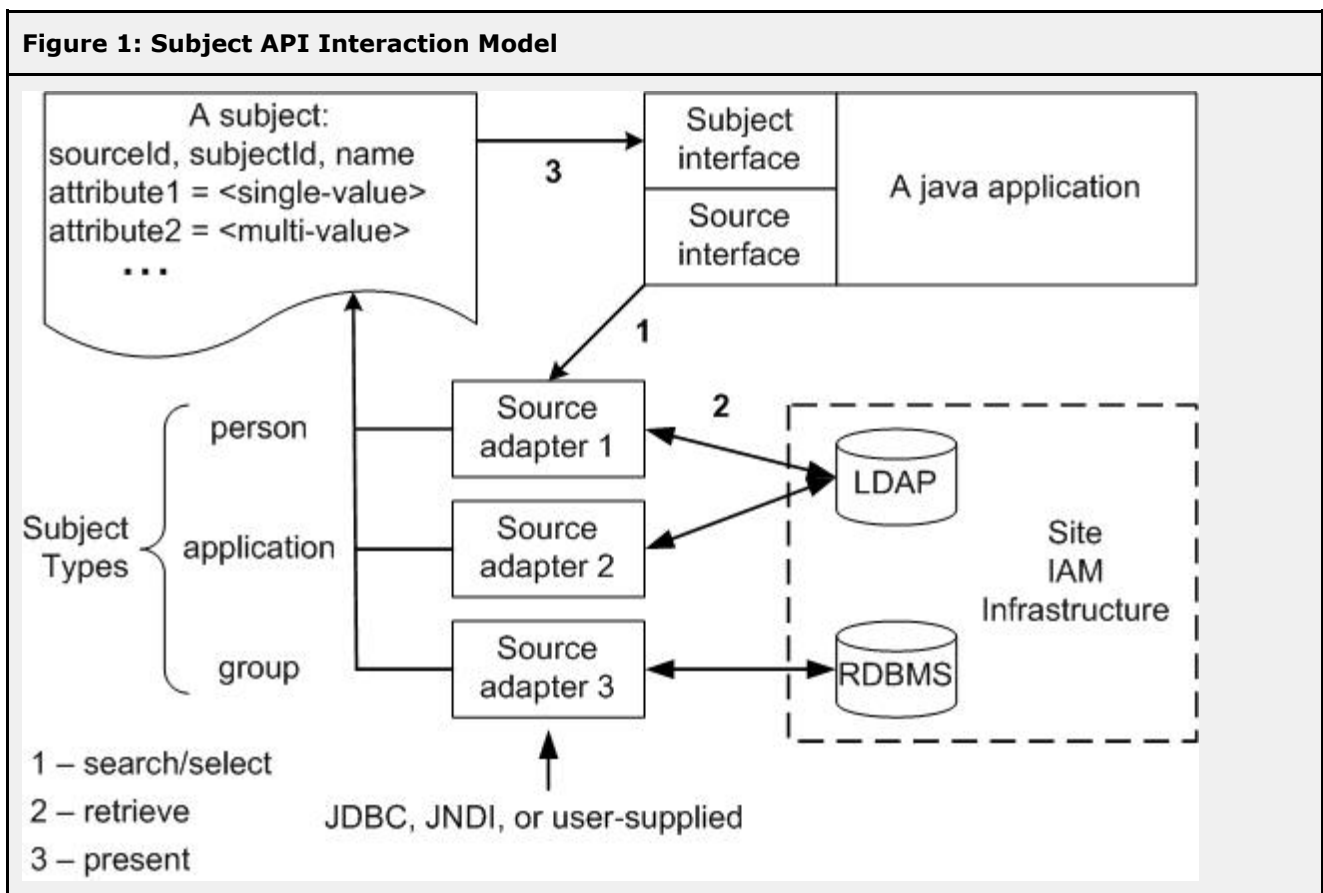 Figure 1: Subject API Interaction Model
A subject:
sourceId, subjectId, name
attribute1 = <single-value>
attribute2 = <multi-value>
...
3
Subject
interface
Source
interface
A java application
1
Source
adapter 1
2
Source
adapter 2
Source
adapter 3
Subject
Types
person
application
group
LDAP
RDBMS
Site
IAM
Infrastructure
1 – search/select
2 – retrieve
3 – present
JDBC, JNDI, or user-supplied